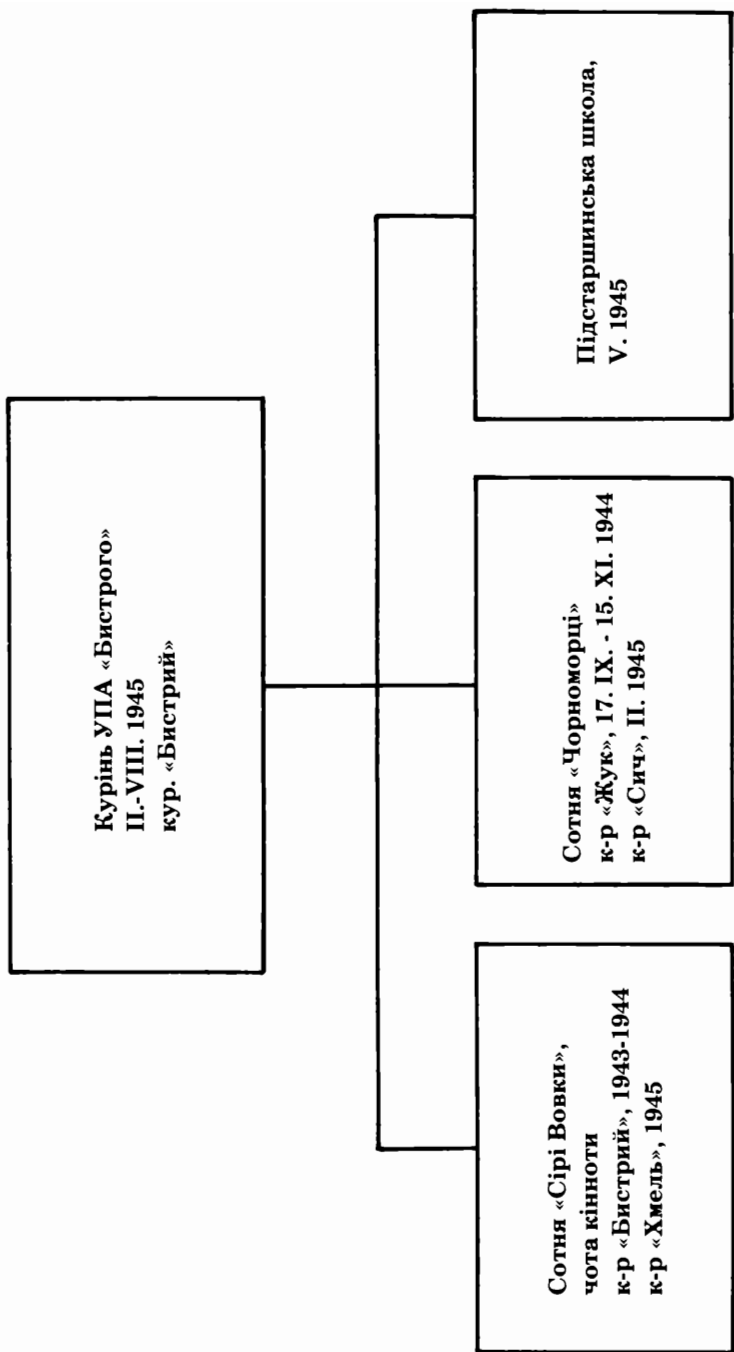 Курінь УПА «Бистрого»
II.-VIII. 1945
кур. «Бистрий»
Сотня «Сірі Вовки»,
чота кінноти
к-р «Бистрий», 1943-1944
к-р «Хмель», 1945
Сотня «Чорноморці»
к-р «Жук», 17. IX. - 15. XI. 1944
к-р «Сич», II. 1945
Підстаршинська школа,
V. 1945